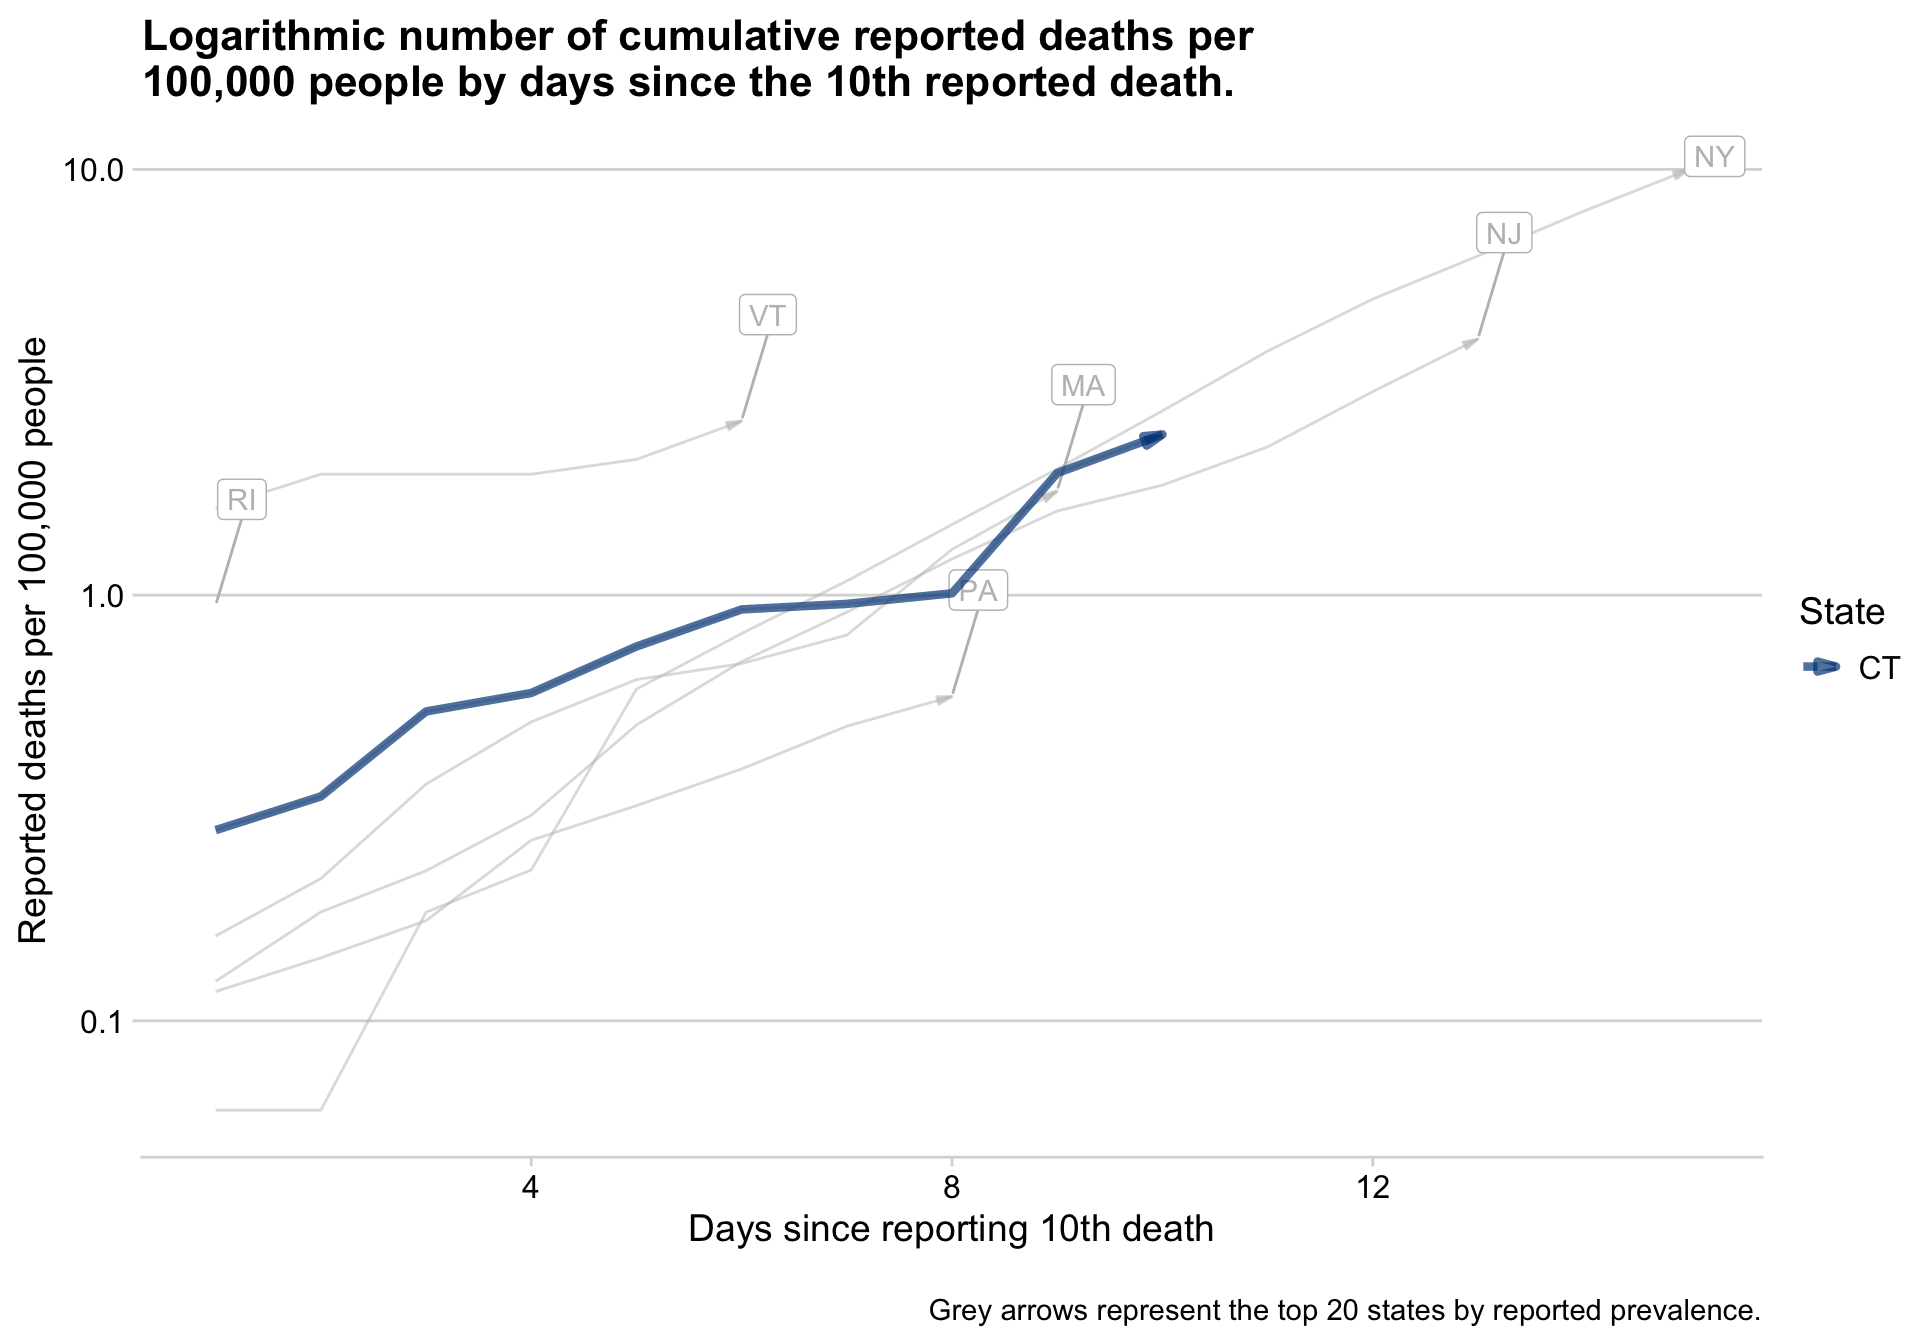 Logarithmic number of cumulative reported deaths per
100,000 people by days since the 10th reported death.
10.0
NY
NJ
VT
MA
RI
1.0
PA
0.1
Reported deaths per 100,000 people
State
CT
4
8
12
Days since reporting 10th death
Grey arrows represent the top 20 states by reported prevalence.